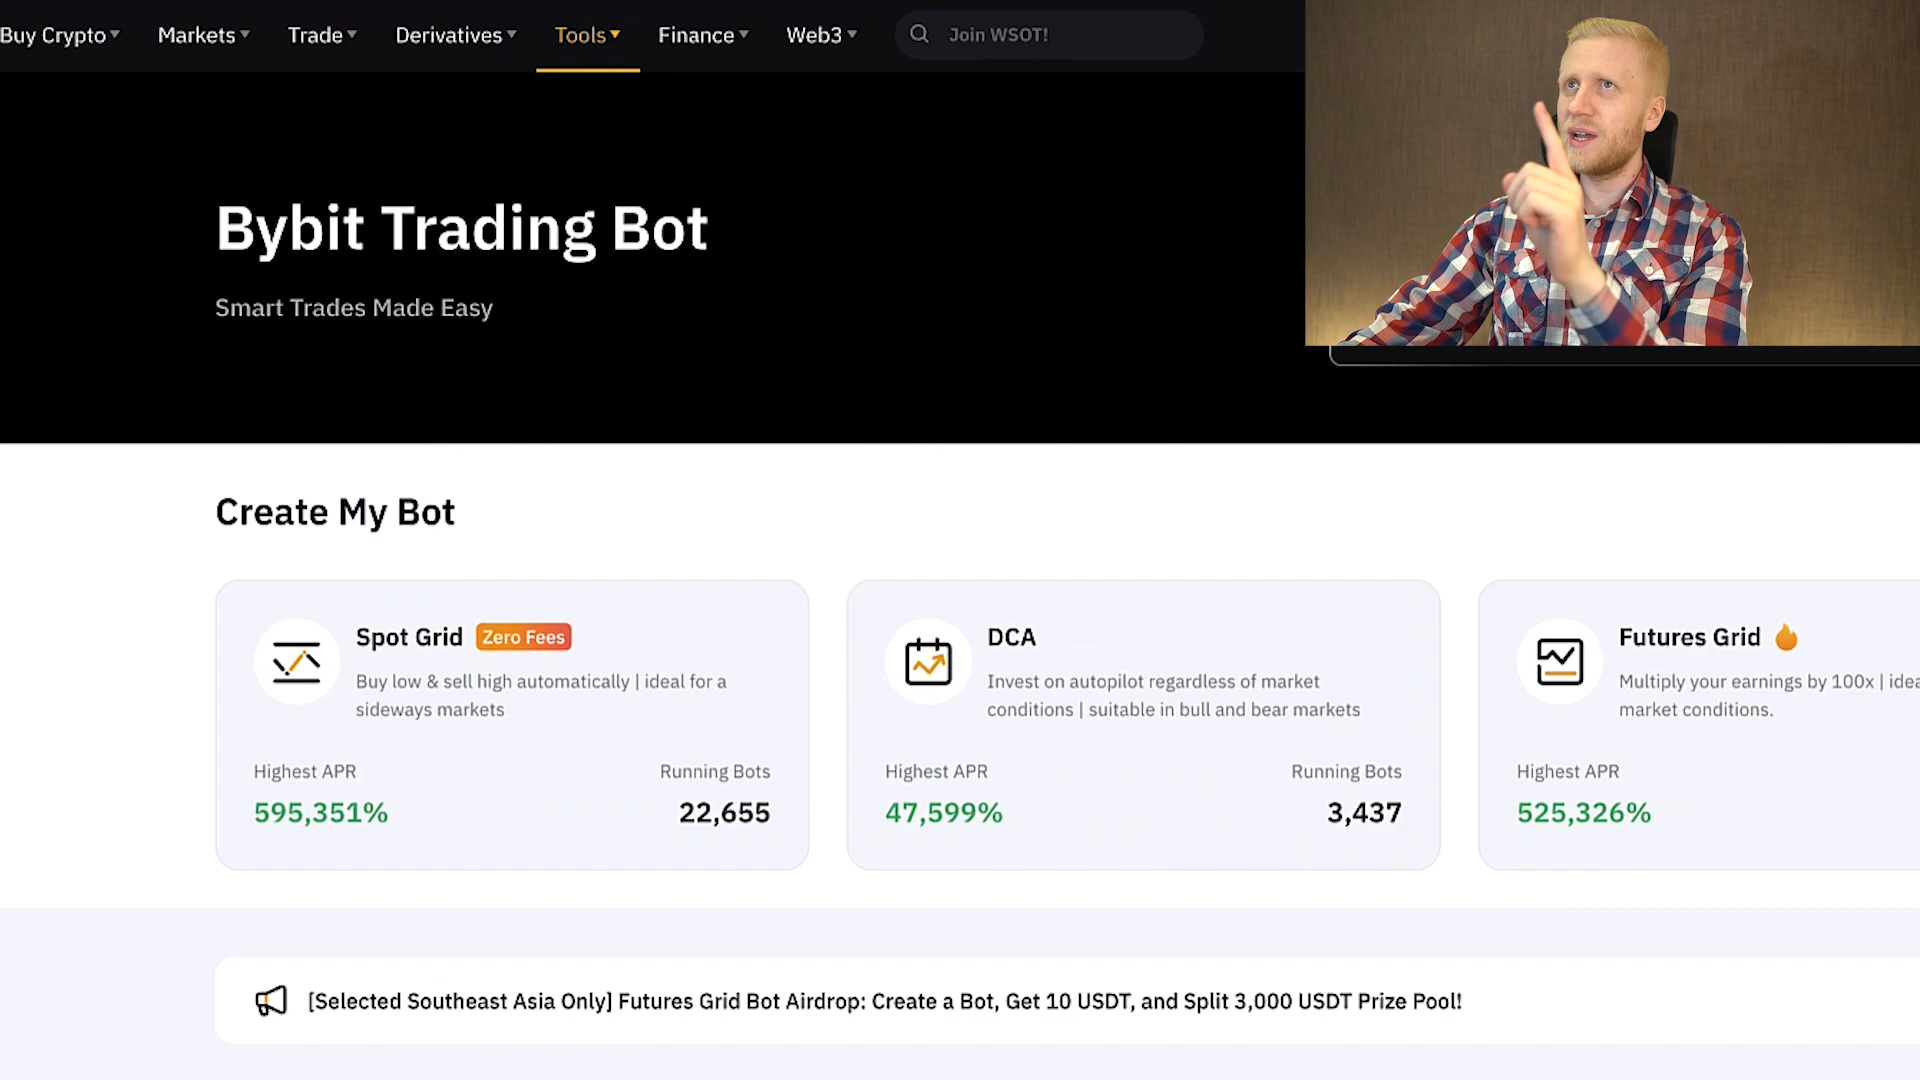 Buy Crypto Markets Trade Derivatives Tools Finance Web3 Join WSOT!
Bybit Trading Bot
Smart Trades Made Easy
Create My Bot
Spot Grid Zero Fees
Buy low & sell high automatically | ideal for a
sideways markets
Highest APR Running Bots
595,351% 22,655
DCA
Invest on autopilot regardless of market
conditions | suitable in bull and bear markets
Highest APR Running Bots
47,599% 3,437
Futures Grid
Multiply your earnings by 100x |
market conditions.
Highest APR
525,326%
[Selected Southeast Asia Only] Futures Grid Bot Airdrop: Create a Bot, Get 10 USDT, and Split 3,000 USDT Prize Pool!